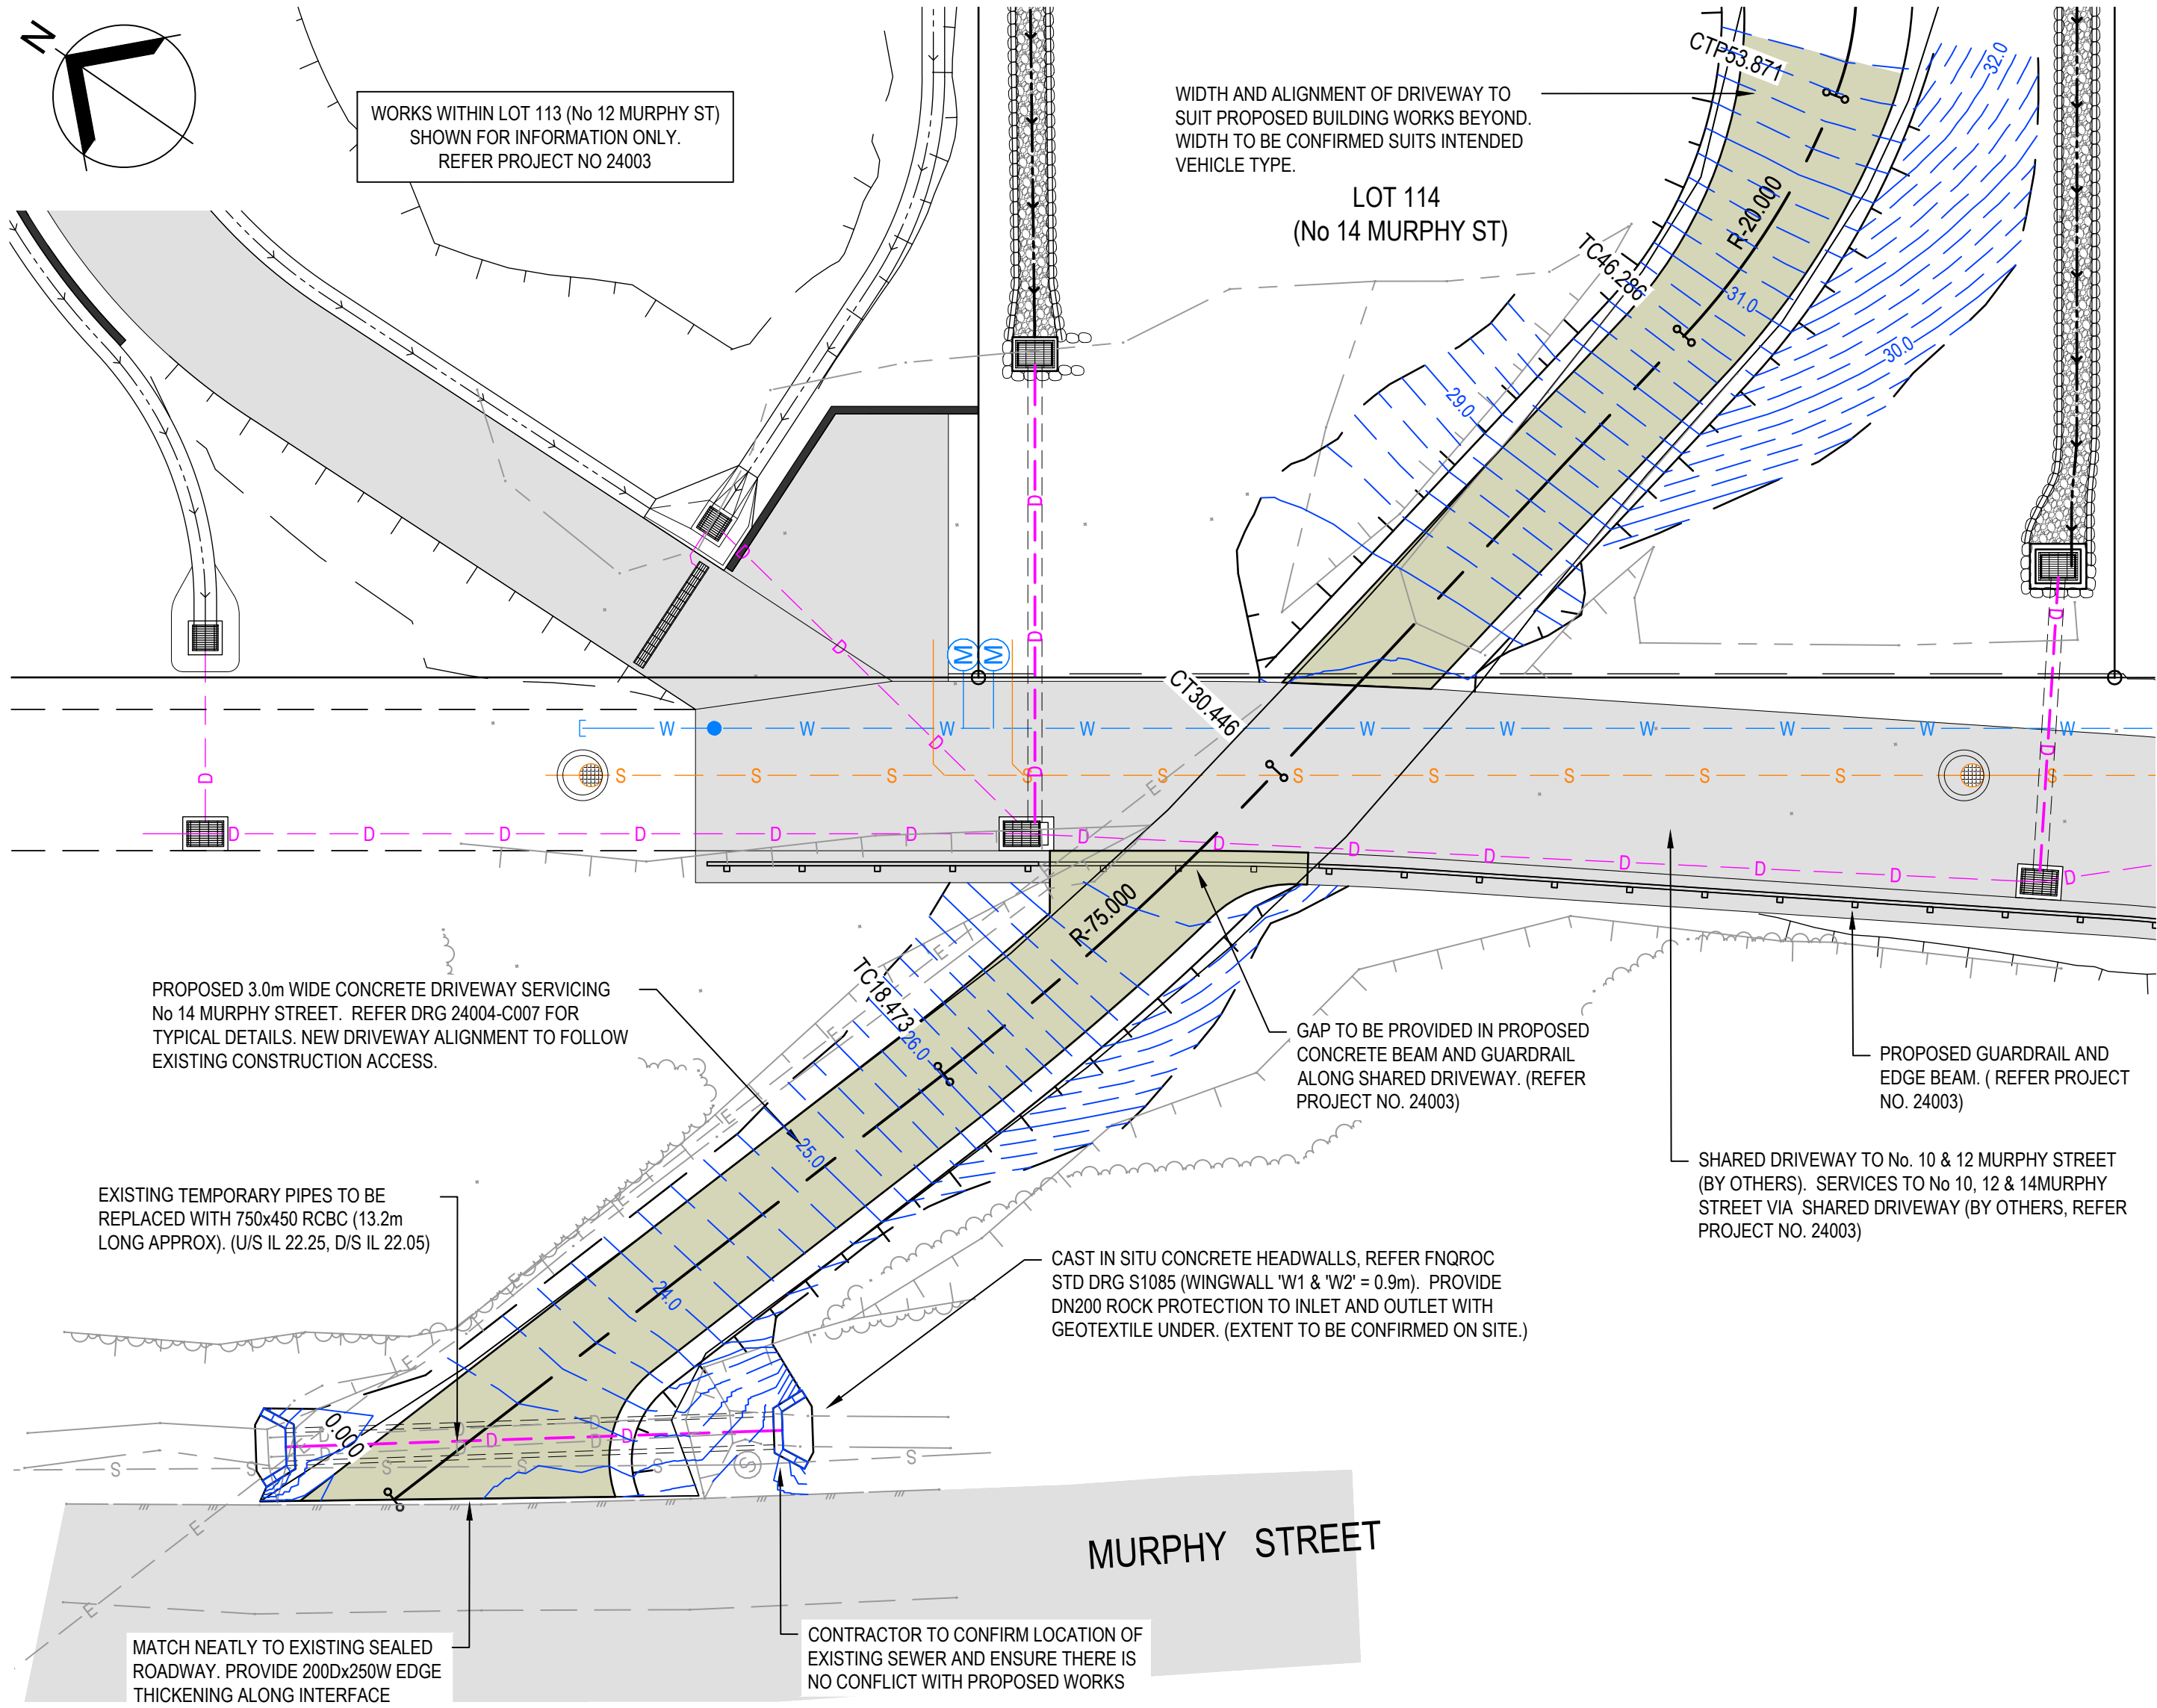 N
WORKS WITHIN LOT 113 (No 12 MURPHY ST)
SHOWN FOR INFORMATION ONLY.
REFER PROJECT NO 24003
WIDTH AND ALIGNMENT OF DRIVEWAY TO
SUIT PROPOSED BUILDING WORKS BEYOND.
WIDTH TO BE CONFIRMED SUITS INTENDED
VEHICLE TYPE.
LOT 114
(No 14 MURPHY ST)
CTP53.871
32.0
R-20.000
TC46.286
31.0
30.0
29.0
D
D
D
D
M M
CT30.446
W W W W W W W W W W W
S S S S S S S S S S S
D
D
D
D
D
D
E
D D D D D D D D D D D D D
R-75.000
E
TC18.473
26.0
PROPOSED 3.0m WIDE CONCRETE DRIVEWAY SERVICING
No 14 MURPHY STREET. REFER DRG 24004-C007 FOR
TYPICAL DETAILS. NEW DRIVEWAY ALIGNMENT TO FOLLOW
EXISTING CONSTRUCTION ACCESS.
GAP TO BE PROVIDED IN PROPOSED
CONCRETE BEAM AND GUARDRAIL
ALONG SHARED DRIVEWAY. (REFER
PROJECT NO. 24003)
PROPOSED GUARDRAIL AND
EDGE BEAM. ( REFER PROJECT
NO. 24003)
E
E
25.0
SHARED DRIVEWAY TO No. 10 & 12 MURPHY STREET
(BY OTHERS). SERVICES TO No 10, 12 & 14MURPHY
STREET VIA SHARED DRIVEWAY (BY OTHERS, REFER
PROJECT NO. 24003)
EXISTING TEMPORARY PIPES TO BE
REPLACED WITH 750x450 RCBC (13.2m
LONG APPROX). (U/S IL 22.25, D/S IL 22.05)
CAST IN SITU CONCRETE HEADWALLS, REFER FNQROC
STD DRG S1085 (WINGWALL 'W1 & 'W2' = 0.9m). PROVIDE
DN200 ROCK PROTECTION TO INLET AND OUTLET WITH
GEOTEXTILE UNDER. (EXTENT TO BE CONFIRMED ON SITE.)
E
24.0
E
0.000
D D D
D D
D D D
E
S S S S S S S
E
E
MURPHY STREET
MATCH NEATLY TO EXISTING SEALED
ROADWAY. PROVIDE 200Dx250W EDGE
THICKENING ALONG INTERFACE
CONTRACTOR TO CONFIRM LOCATION OF
EXISTING SEWER AND ENSURE THERE IS
NO CONFLICT WITH PROPOSED WORKS